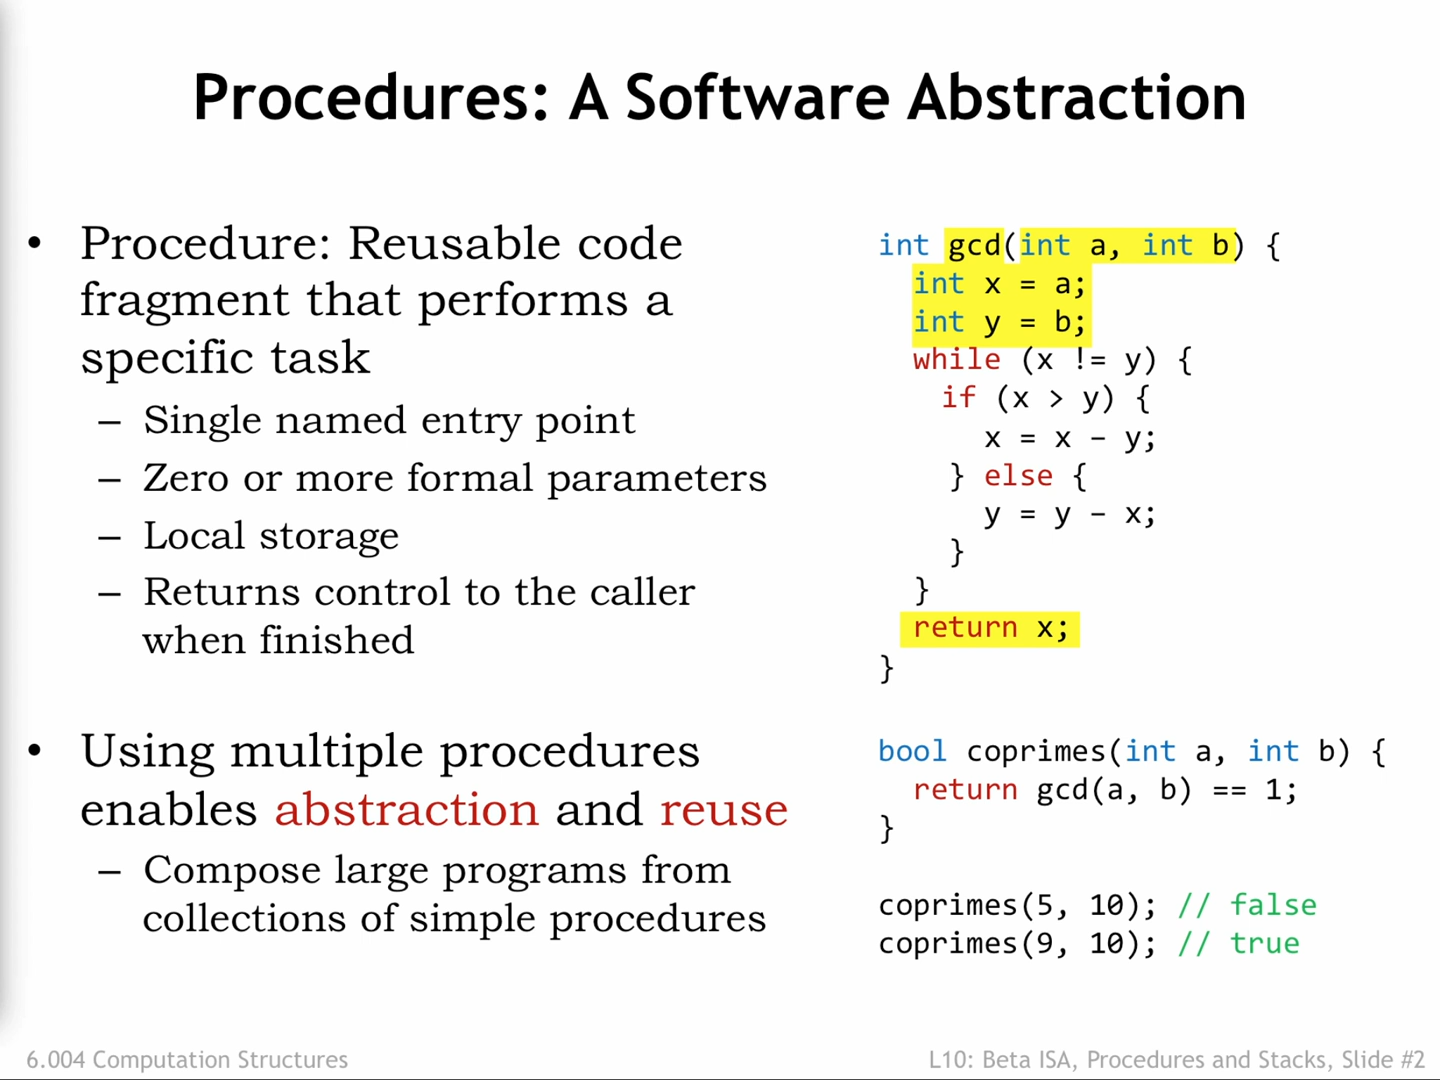 Procedures: A Software Abstraction
• Procedure: Reusable code
fragment that performs a
specific task
– Single named entry point
– Zero or more formal parameters
– Local storage
– Returns control to the caller
when finished
• Using multiple procedures
enables abstraction and reuse
– Compose large programs from
collections of simple procedures
int gcd(int a, int b) {
int x = a;
int y = b;
while (x != y) {
if (x > y) {
x = x – y;
} else {
y = y – x;
}
}
return x;
}
bool coprimes(int a, int b) {
return gcd(a, b) == 1;
}
coprimes(5, 10); // false
coprimes(9, 10); // true
6.004 Computation Structures
L10: Beta ISA, Procedures and Stacks, Slide #2